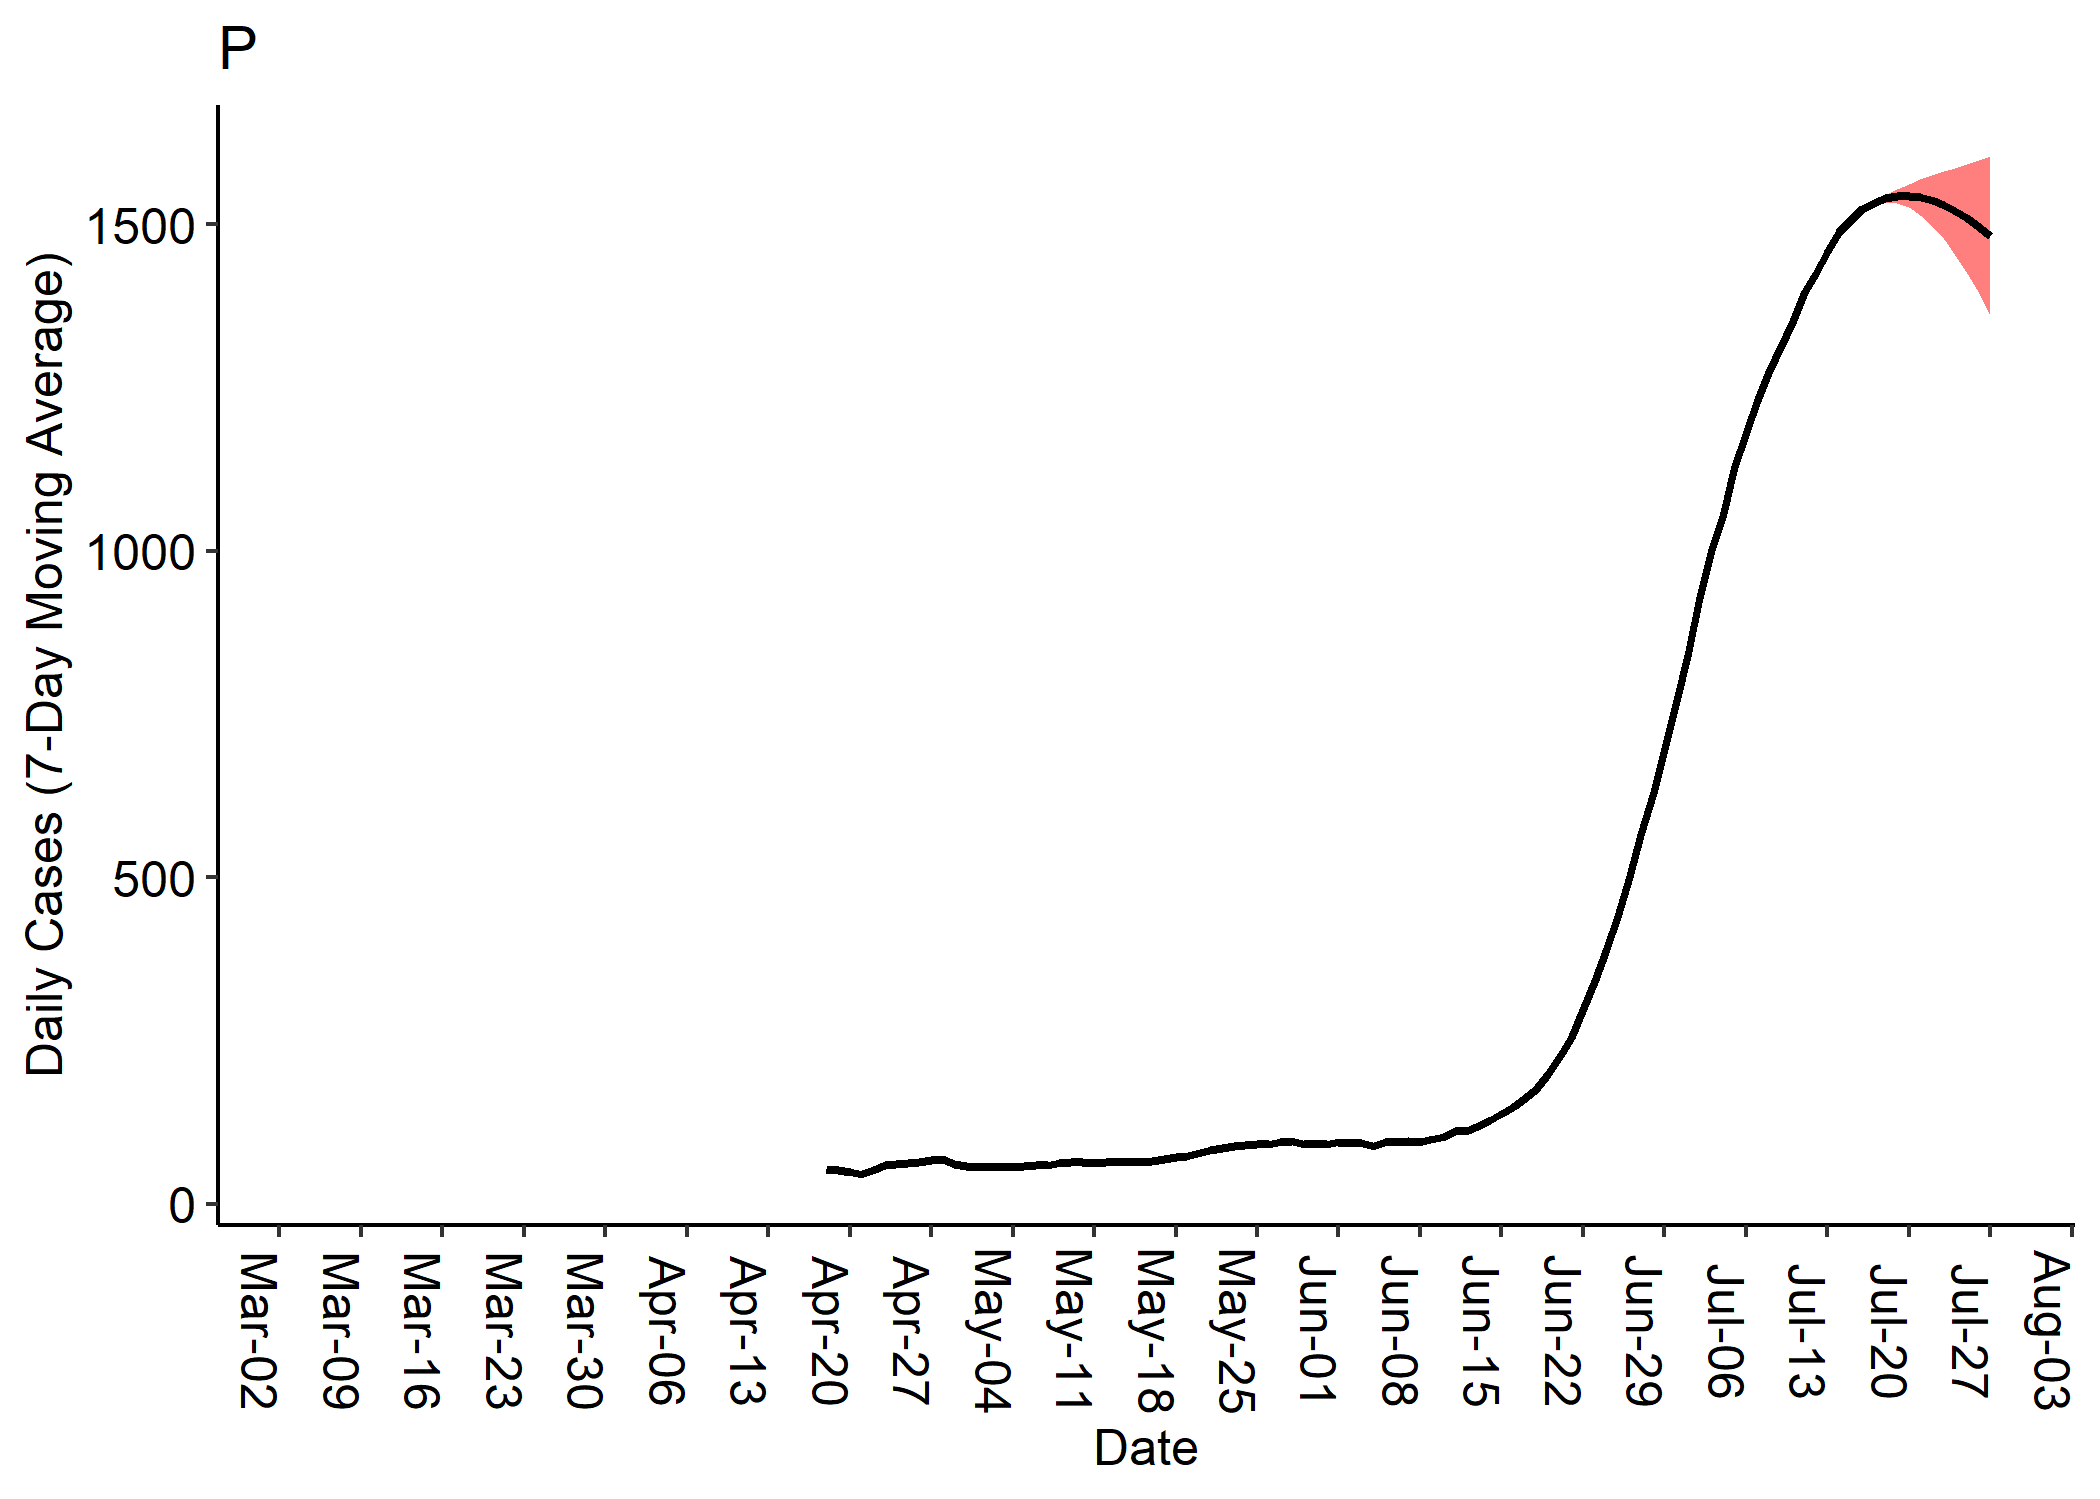 P
Daily Cases (7-Day Moving Average)
1500
1000
500
0
Mar-02
Mar-09
Mar-16
Mar-23
Mar-30
Apr-06
Apr-13
Apr-20
Apr-27
May-04
May-11
May-18
May-25
Jun-01
Jun-08
Jun-15
Jun-22
Jun-29
Jul-06
Jul-13
Jul-20
Jul-27
Aug-03
Date